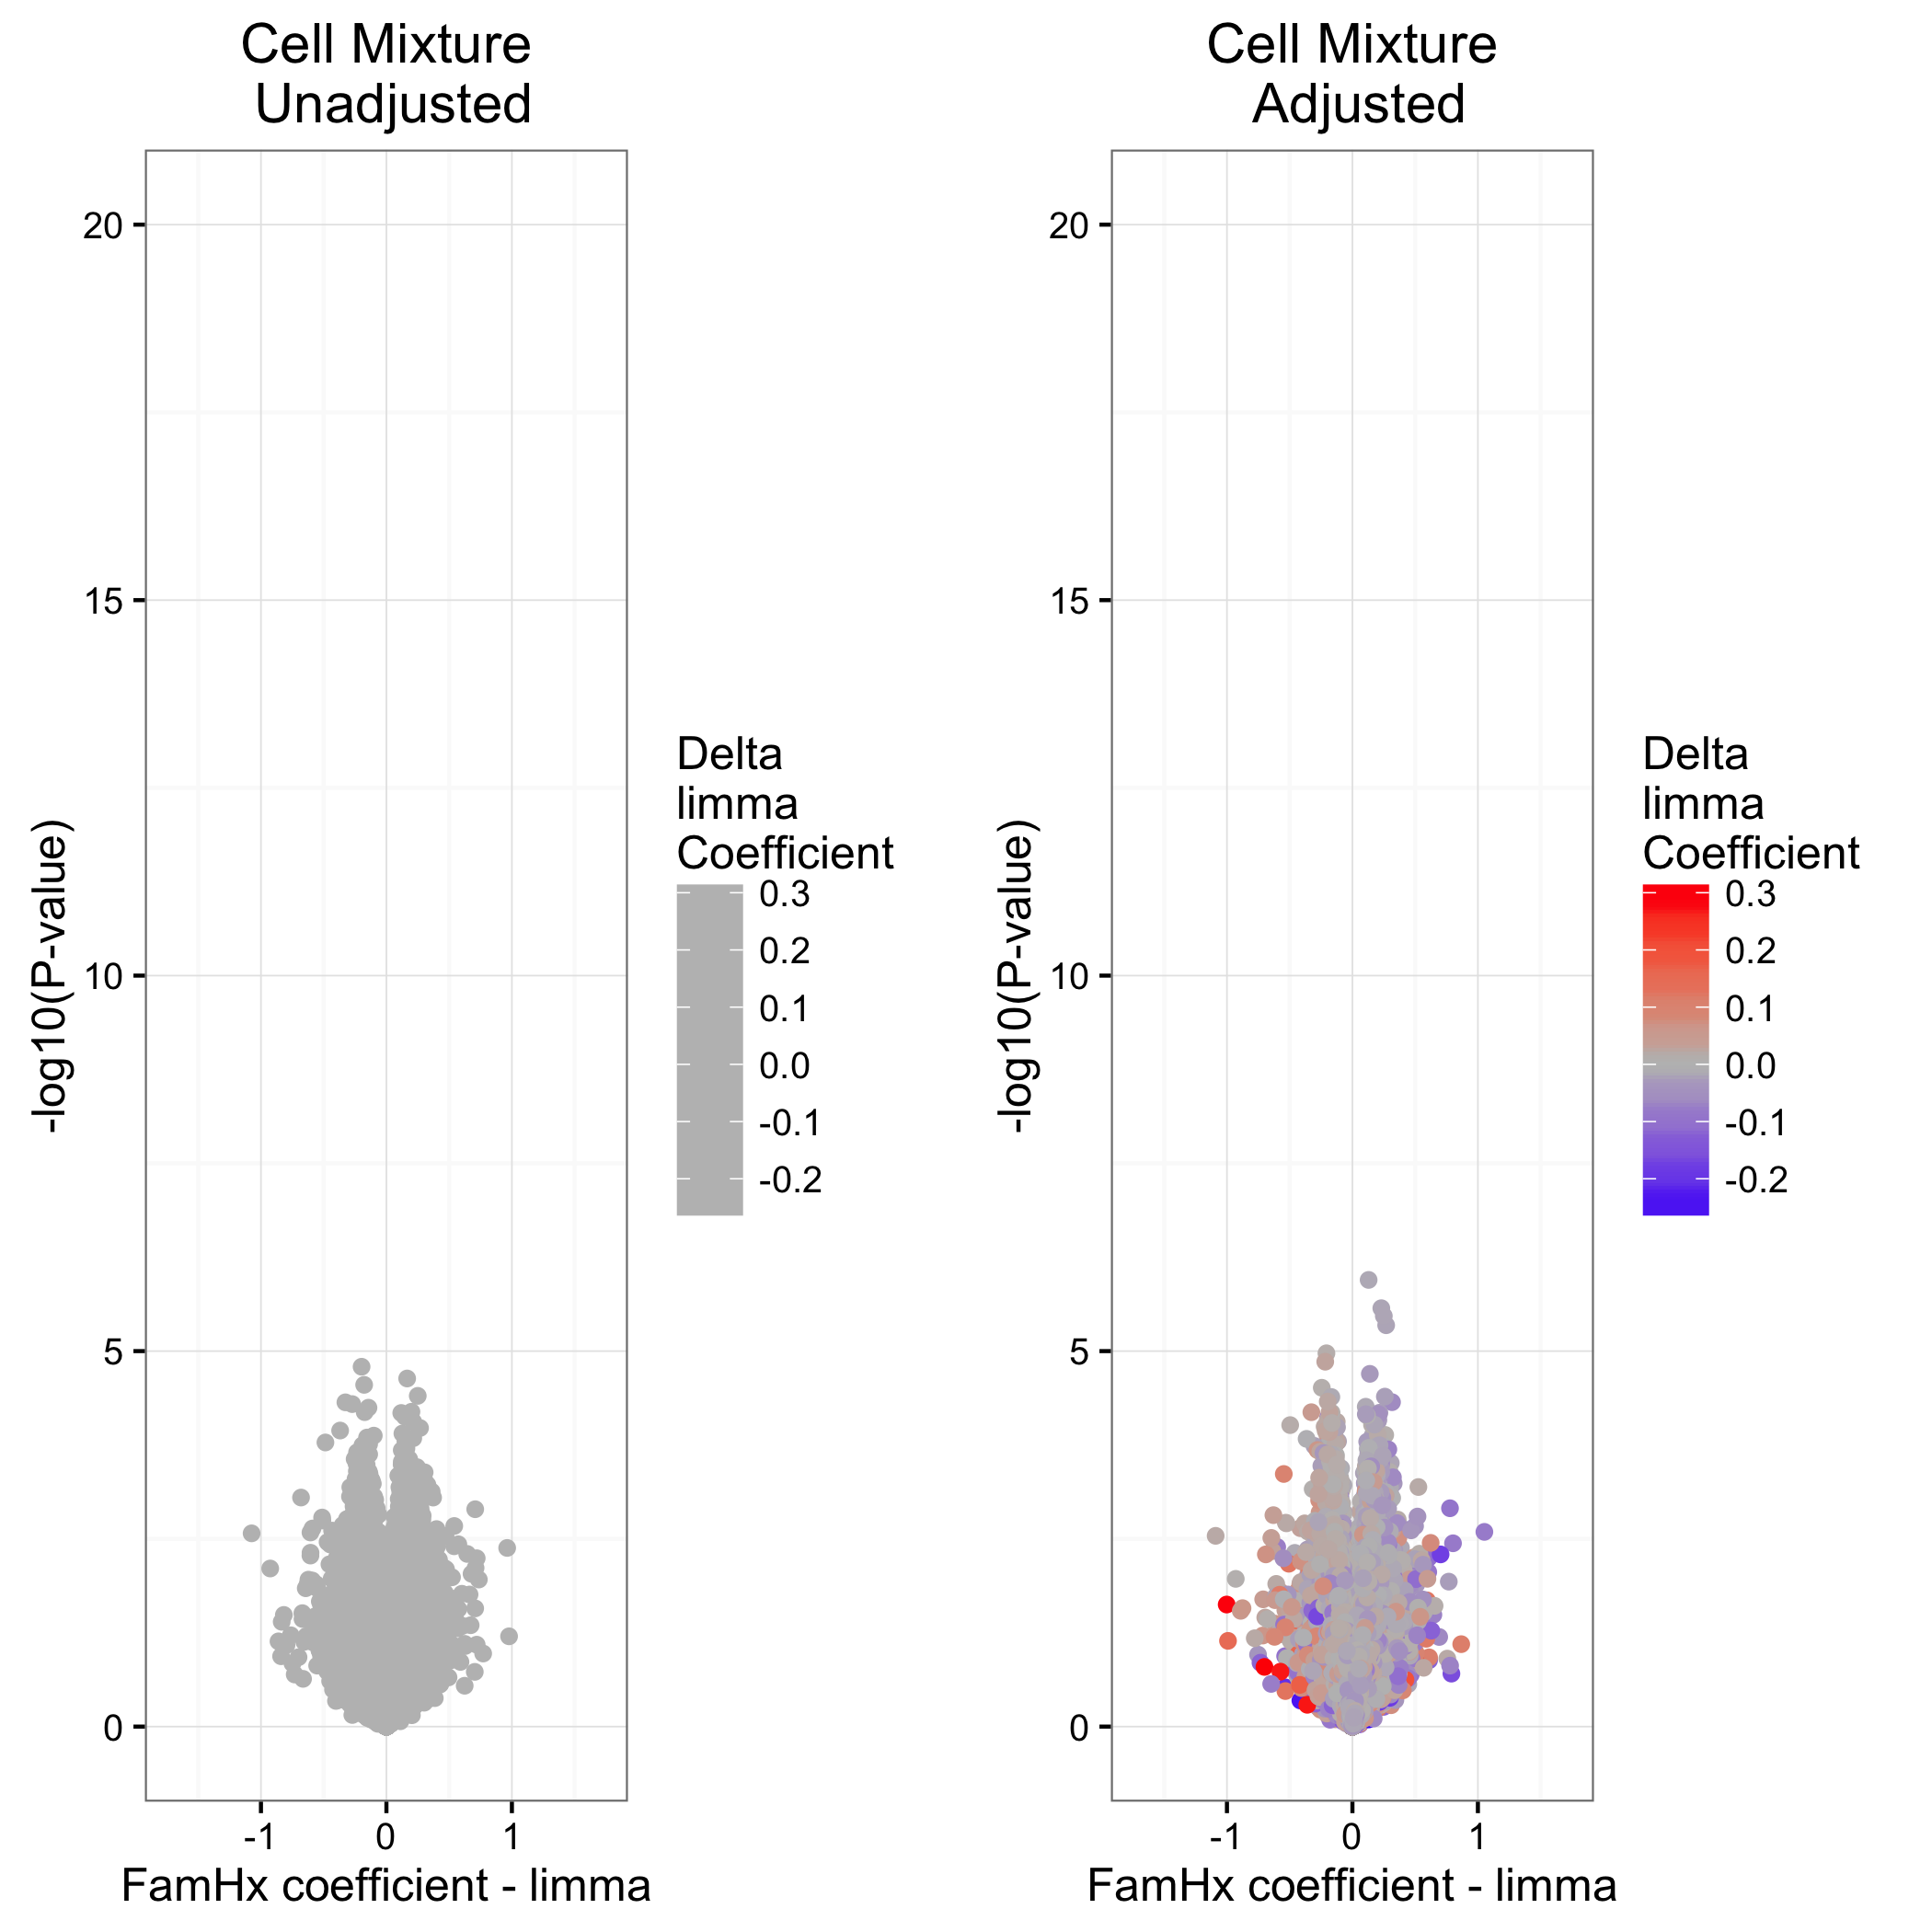 Cell Mixture
Unadjusted
20
15
10
5
0
-log10(P-value)
-1 0 1
FamHx coefficient - limma
Delta
limma
Coefficient
0.3
0.2
0.1
0.0
-0.1
-0.2
Cell Mixture
Adjusted
20
15
10
5
0
-log10(P-value)
-1 0 1
FamHx coefficient - limma
Delta
limma
Coefficient
0.3
0.2
0.1
0.0
-0.1
-0.2